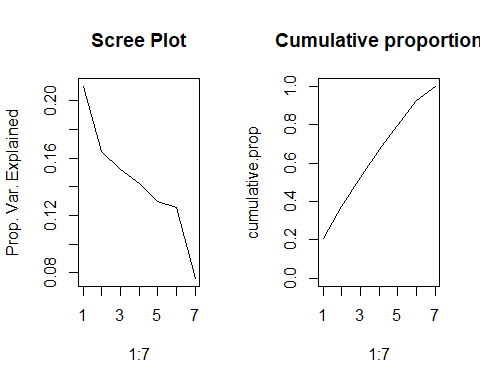 Scree Plot
Prop. Var. Explained
0.20
0.16
0.12
0.08
1 3 5 7
1:7
Cumulative proportion
cumulative.prop
1.0
0.8
0.6
0.4
0.2
0.0
1 3 5 7
1:7